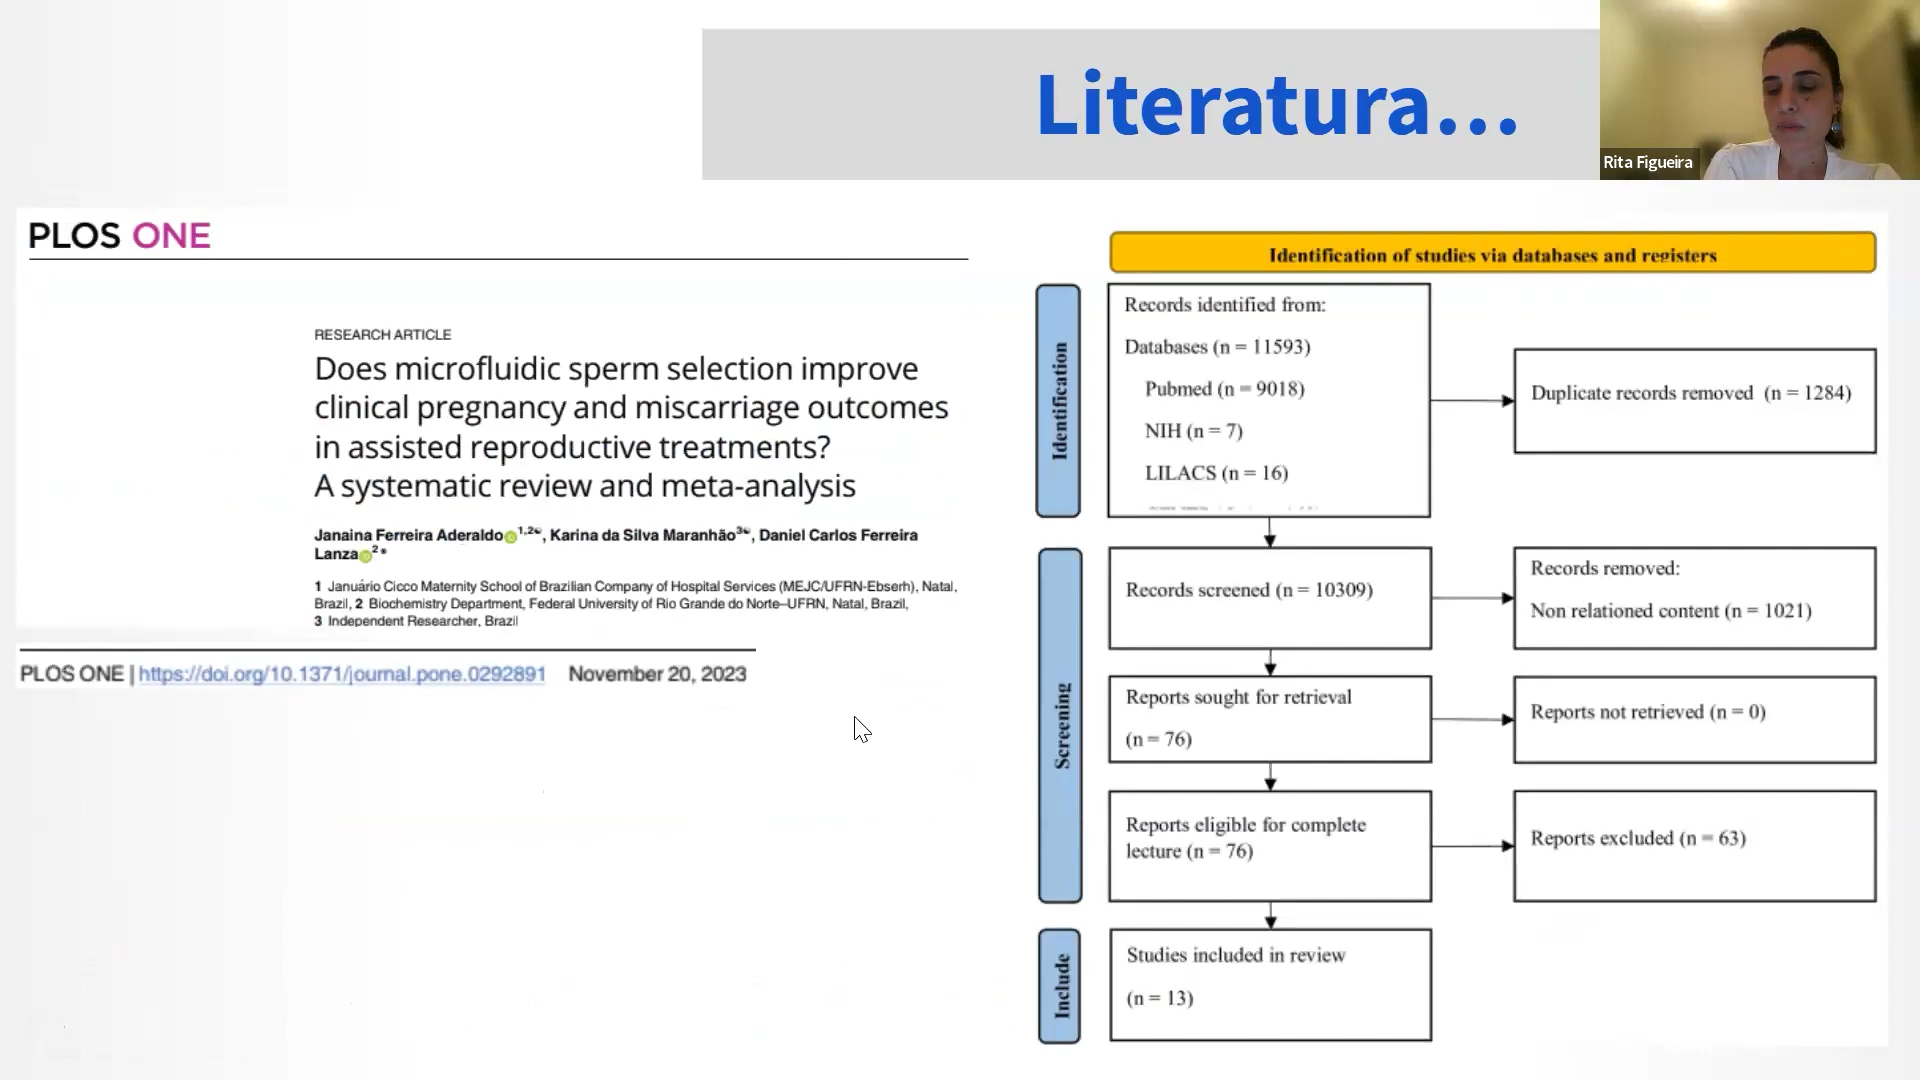 Literatura...
Rita Figueira
PLOS ONE
RESEARCH ARTICLE
Does microfluidic sperm selection improve
clinical pregnancy and miscarriage outcomes
in assisted reproductive treatments?
A systematic review and meta-analysis
Janaina Ferreira Aderaldo 1,2☯, Karina da Silva Maranhão3☯, Daniel Carlos Ferreira
Lanza 2*
1 Januário Cicco Maternity School of Brazilian Company of Hospital Services (MEJC/UFRN-Ebserh), Natal,
Brazil, 2 Biochemistry Department, Federal University of Rio Grande do Norte–UFRN, Natal, Brazil,
3 Independent Researcher, Brazil
PLOS ONE | https://doi.org/10.1371/journal.pone.0292891 November 20, 2023
Identification of studies via databases and registers
Identification
Records identified from:
Databases (n = 11593)
Pubmed (n = 9018)
NIH (n = 7)
LILACS (n = 16)
Duplicate records removed (n = 1284)
Screening
Records screened (n = 10309)
Records removed:
Non relationed content (n = 1021)
Reports sought for retrieval
(n = 76)
Reports not retrieved (n = 0)
Reports eligible for complete
lecture (n = 76)
Reports excluded (n = 63)
Include
Studies included in review
(n = 13)